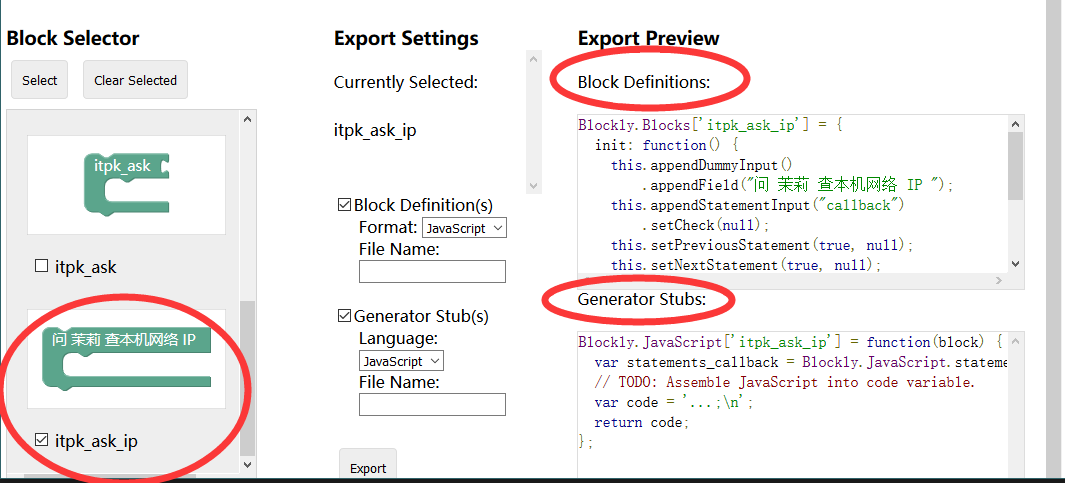 Block Selector
Select
Clear Selected
itpk_ask
itpk_ask
问 茉莉 查本机网络 IP
itpk_ask_ip
Export Settings
Currently Selected:
itpk_ask_ip
Block Definition(s)
Format: JavaScript
File Name:
Generator Stub(s)
Language:
JavaScript
File Name:
Export
Export Preview
Block Definitions:
Blockly.Blocks['itpk_ask_ip'] = {
  init: function() {
    this.appendDummyInput()
        .appendField("问 茉莉 查本机网络 IP ");
    this.appendStatementInput("callback")
        .setCheck(null);
    this.setPreviousStatement(true, null);
    this.setNextStatement(true, null);
Generator Stubs:
Blockly.JavaScript['itpk_ask_ip'] = function(block) {
  var statements_callback = Blockly.JavaScript.stateme
  // TODO: Assemble JavaScript into code variable.
  var code = '...;\n';
  return code;
};